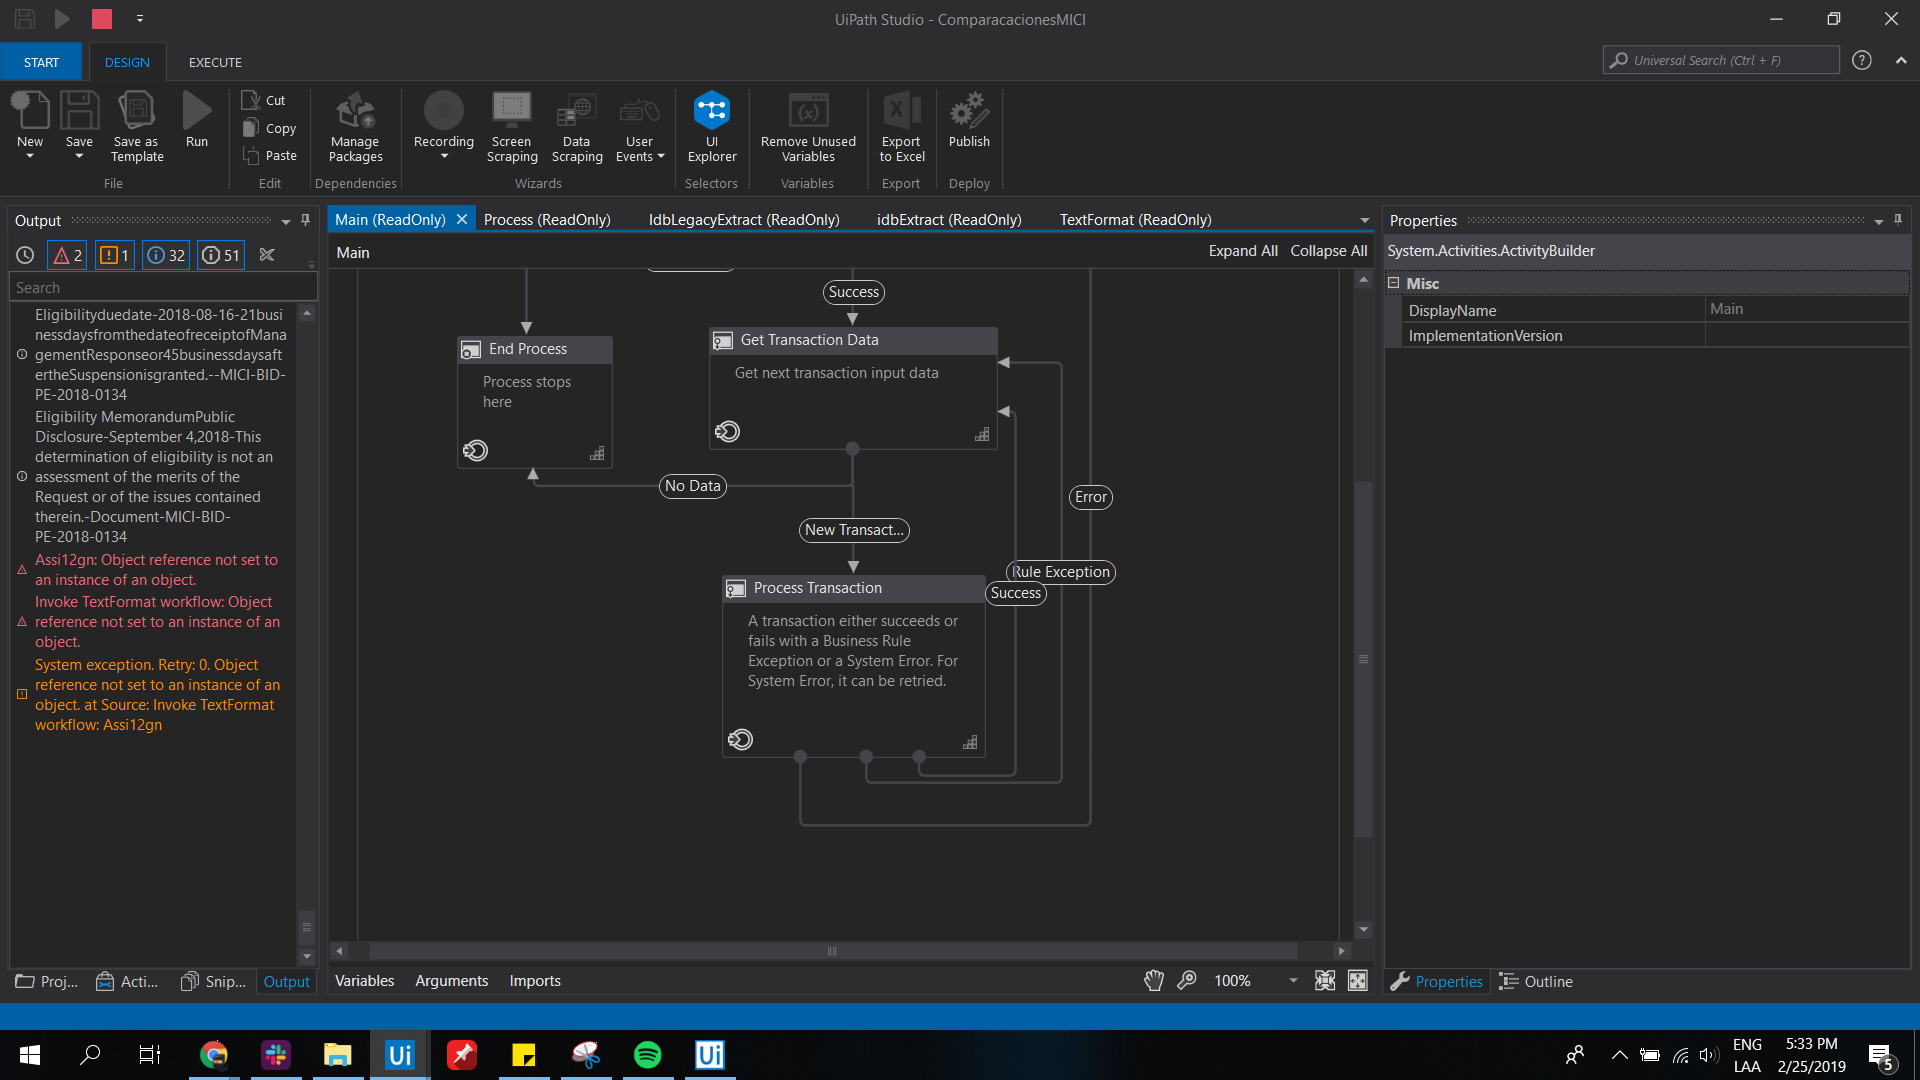 UiPath Studio - ComparacacionesMICI
START
DESIGN
EXECUTE
Universal Search (Ctrl + F)
New
Save
Save as
Template
Run
Cut
Copy
Paste
Manage
Packages
Recording
Screen
Scraping
Data
Scraping
User
Events
UI
Explorer
Remove Unused
Variables
Export
to Excel
Publish
File
Edit
Dependencies
Wizards
Selectors
Variables
Export
Deploy
Output
2
1
32
51
Search
Eligibilityduedate-2018-08-16-21busi
nessdaysfromthedateofreceiptofMana
gementResponseor45businessdaysaft
ertheSuspensionisgranted.--MICI-BID-
PE-2018-0134
Eligibility MemorandumPublic
Disclosure-September 4,2018-This
determination of eligibility is not an
assessment of the merits of the
Request or of the issues contained
therein.-Document-MICI-BID-
PE-2018-0134
Assi12gn: Object reference not set to
an instance of an object.
Invoke TextFormat workflow: Object
reference not set to an instance of an
object.
System exception. Retry: 0. Object
reference not set to an instance of an
object. at Source: Invoke TextFormat
workflow: Assi12gn
Proj...
Acti...
Snip...
Output
Main (ReadOnly)
Process (ReadOnly)
IdbLegacyExtract (ReadOnly)
idbExtract (ReadOnly)
TextFormat (ReadOnly)
Main
Expand All
Collapse All
Success
End Process
Process stops
here
Get Transaction Data
Get next transaction input data
No Data
Error
New Transact...
Rule Exception
Success
Process Transaction
A transaction either succeeds or
fails with a Business Rule
Exception or a System Error. For
System Error, it can be retried.
Variables
Arguments
Imports
100%
Properties
System.Activities.ActivityBuilder
Misc
DisplayName
Main
ImplementationVersion
Properties
Outline
Ui
Ui
ENG
LAA
5:33 PM
2/25/2019
5